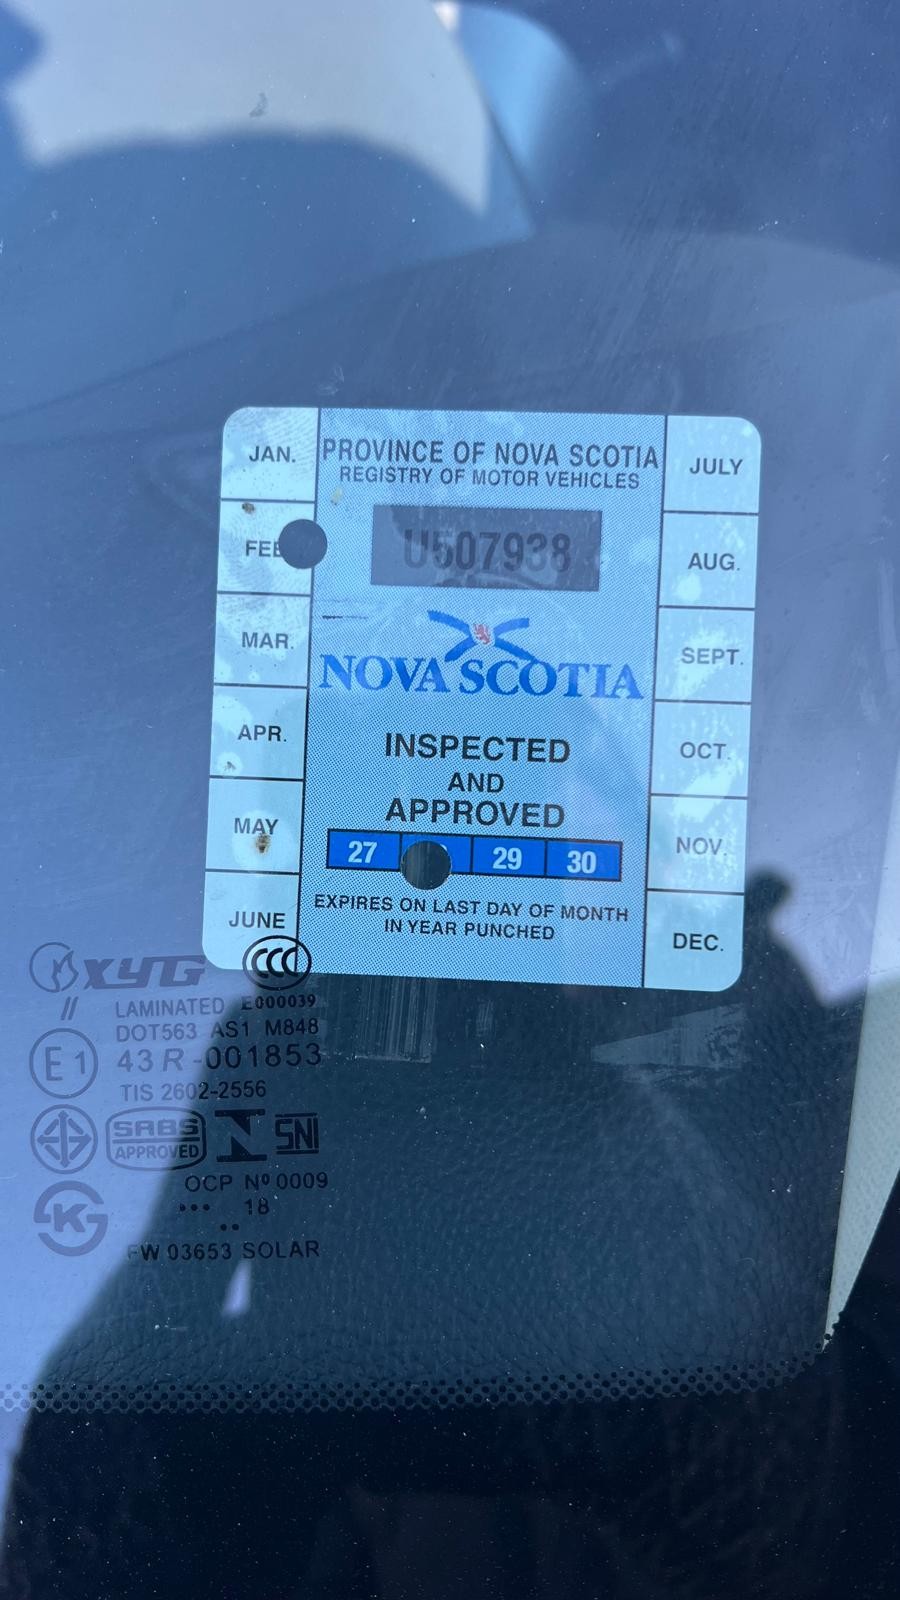 JAN.
FEB
MAR.
APR.
MAY
JUNE
PROVINCE OF NOVA SCOTIA
REGISTRY OF MOTOR VEHICLES
U507938
NOVA SCOTIA
INSPECTED
AND
APPROVED
27 29 30
EXPIRES ON LAST DAY OF MONTH
IN YEAR PUNCHED
JULY
AUG.
SEPT.
OCT.
NOV.
DEC.
XYG CCC
// LAMINATED E000039
DOT563 AS1 M848
E1 43R-001853
TIS 2602-2556
SABS
APPROVED
N SNI
OCP Nº 0009
••• 18
••
K
FW 03653 SOLAR